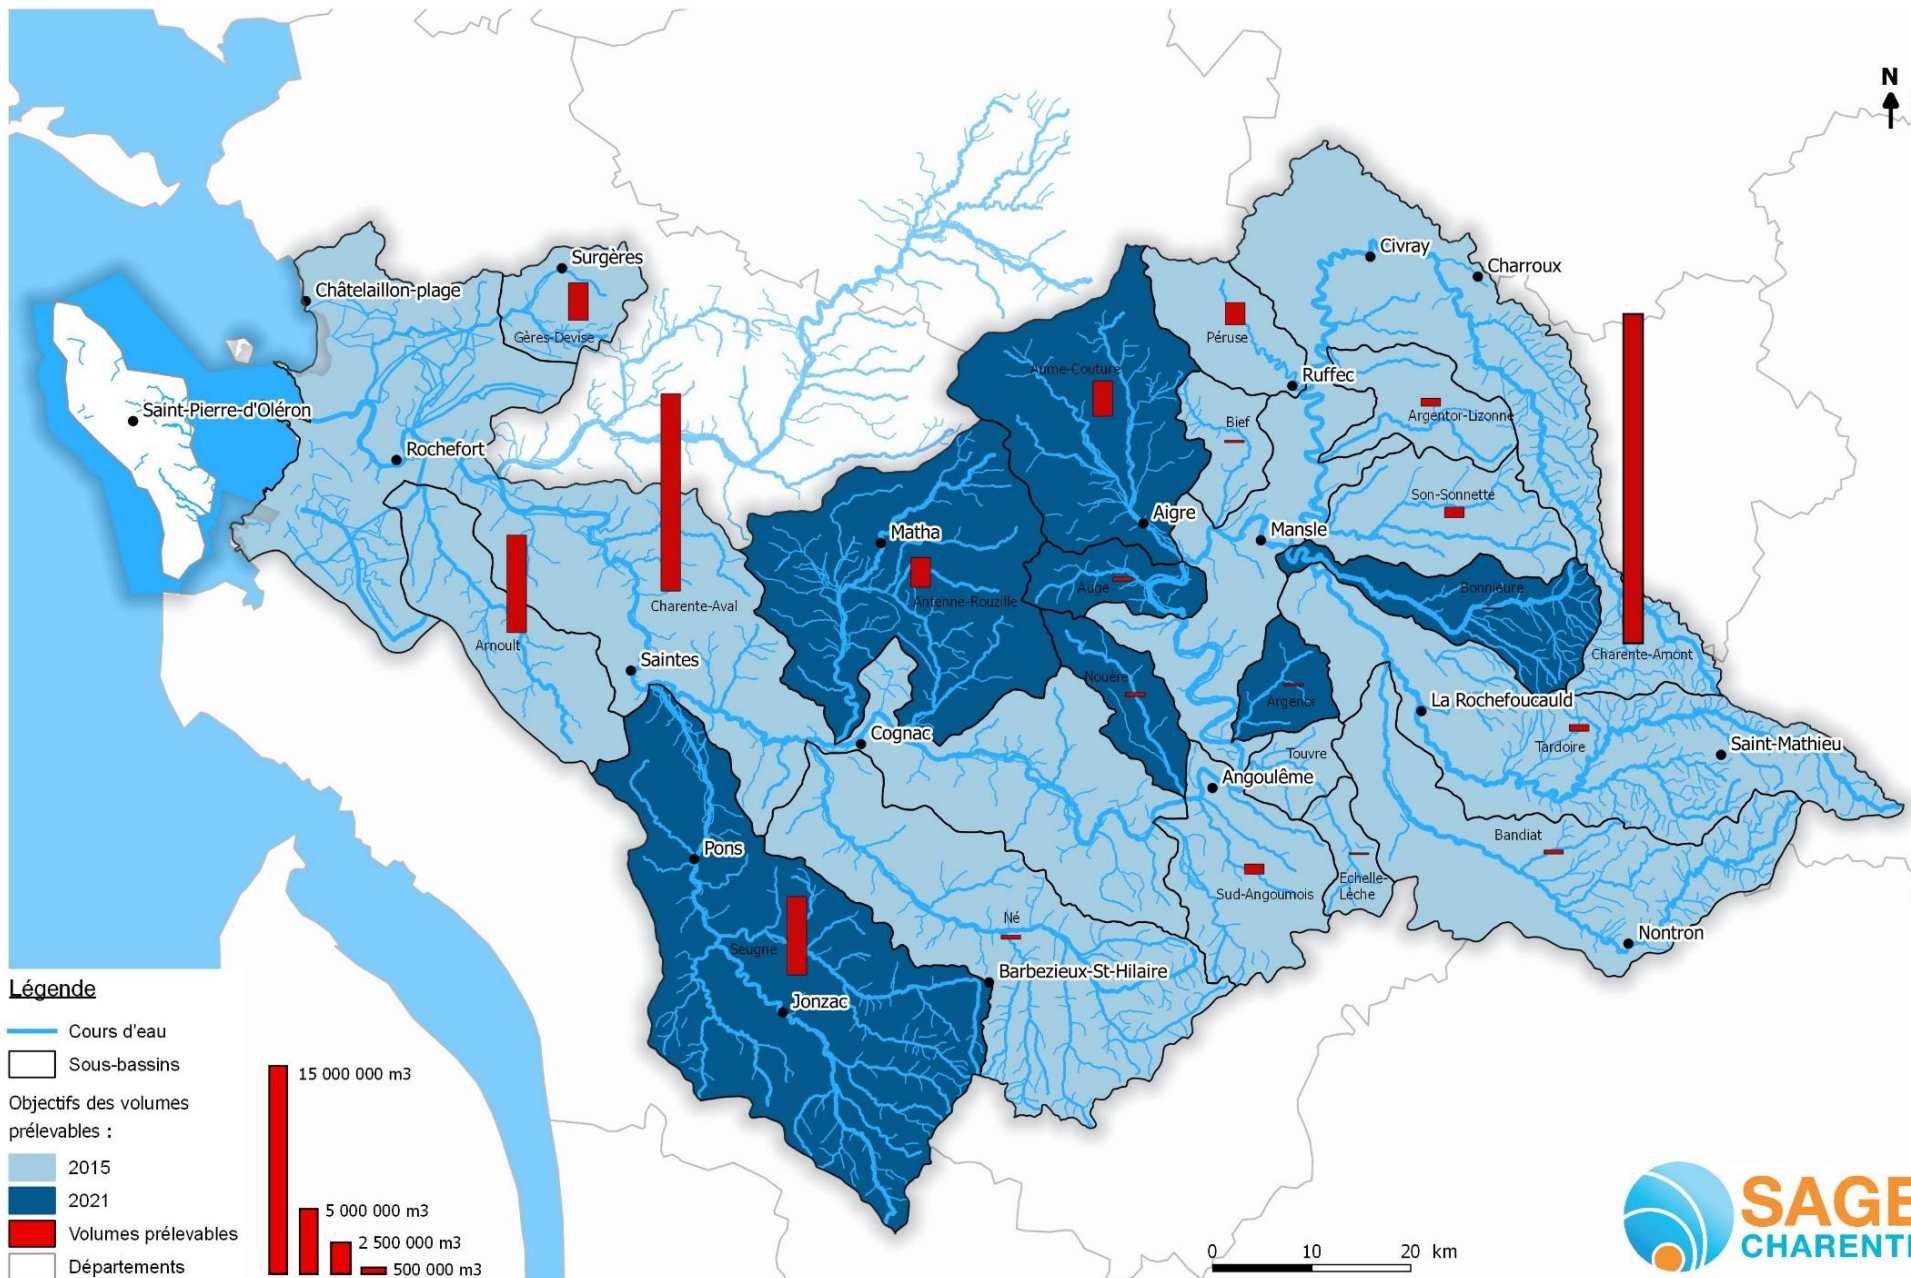 N
Civray
Surgères
Charroux
Châtelaillon-plage
Gères-Devise
Péruse
Aume-Couture
Ruffec
Saint-Pierre-d'Oléron
Argentor-Lizonne
Bief
Rochefort
Son-Sonnette
Aigre
Mansle
Matha
Auge
Bonnieure
Antenne-Rouzille
Charente-Aval
Arnoult
Charente-Amont
Saintes
Nouère
Argence
La Rochefoucauld
Cognac
Tardoire
Saint-Mathieu
Touvre
Angoulême
Bandiat
Pons
Echelle-
Lèche
Sud-Angoumois
Né
Nontron
Seugne
Barbezieux-St-Hilaire
Jonzac
Légende
Cours d'eau
Sous-bassins
Objectifs des volumes
prélevables :
2015
2021
Volumes prélevables
Départements
15 000 000 m3
5 000 000 m3
2 500 000 m3
500 000 m3
0 10 20 km
SAGE
CHARENTE